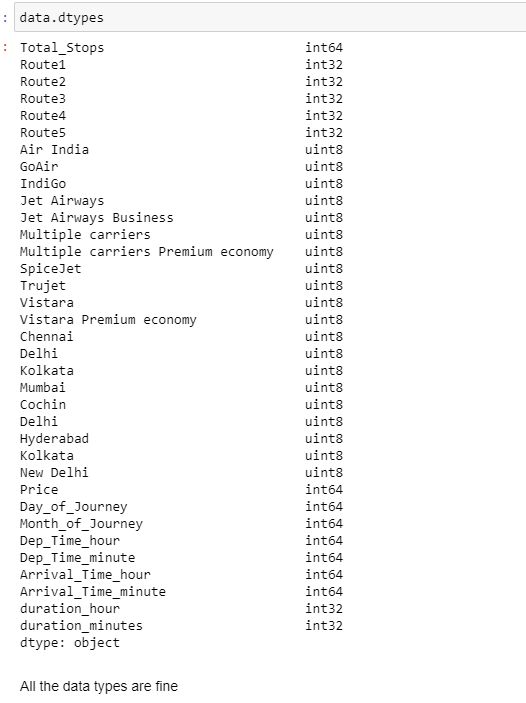 : data.dtypes
: Total_Stops int64
Route1 int32
Route2 int32
Route3 int32
Route4 int32
Route5 int32
Air India uint8
GoAir uint8
IndiGo uint8
Jet Airways uint8
Jet Airways Business uint8
Multiple carriers uint8
Multiple carriers Premium economy uint8
SpiceJet uint8
Trujet uint8
Vistara uint8
Vistara Premium economy uint8
Chennai uint8
Delhi uint8
Kolkata uint8
Mumbai uint8
Cochin uint8
Delhi uint8
Hyderabad uint8
Kolkata uint8
New Delhi uint8
Price int64
Day_of_Journey int64
Month_of_Journey int64
Dep_Time_hour int64
Dep_Time_minute int64
Arrival_Time_hour int64
Arrival_Time_minute int64
duration_hour int32
duration_minutes int32
dtype: object
All the data types are fine